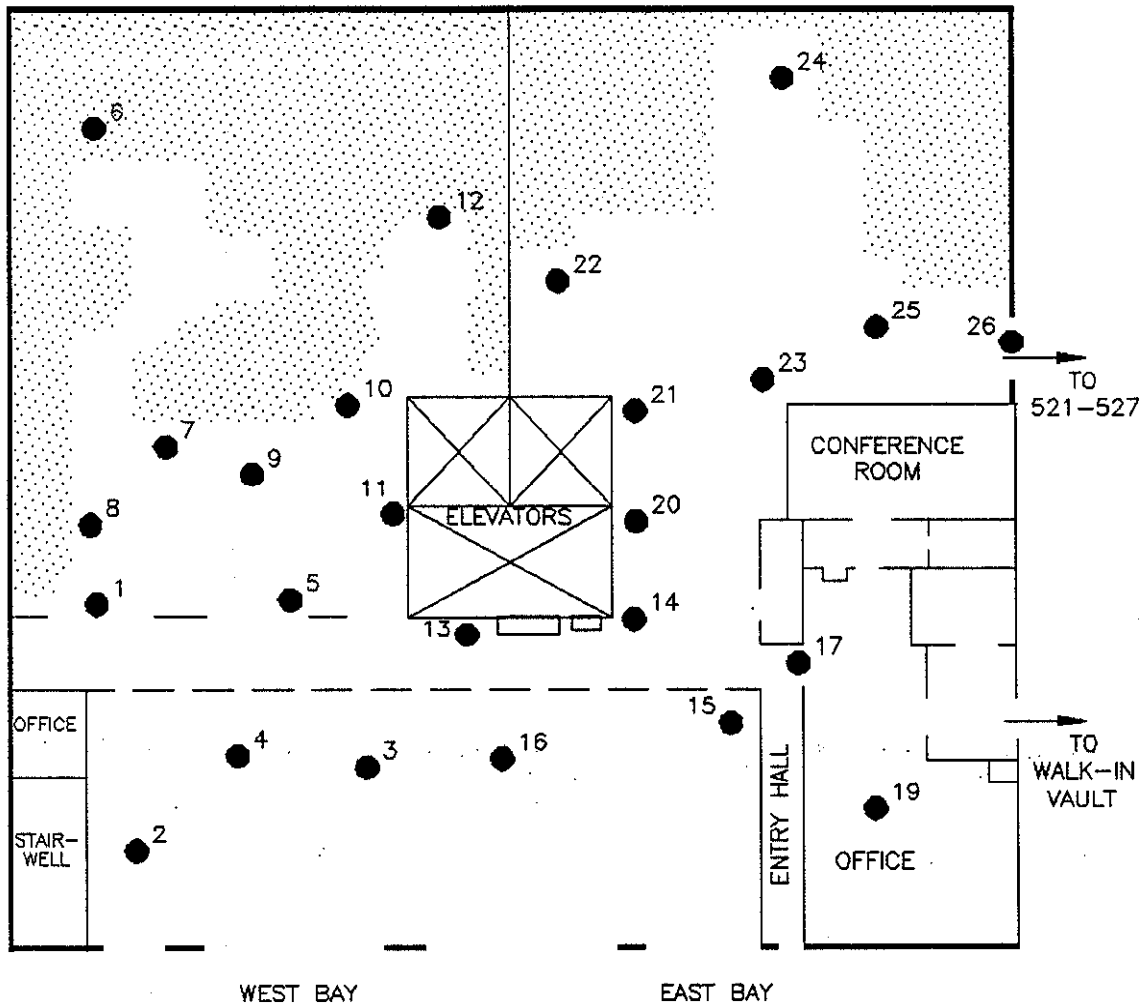 24
6
12
22
25
26
TO
521-527
23
10
21
CONFERENCE
ROOM
7
9
11
ELEVATORS
20
8
1
5
14
13
17
OFFICE
15
4
3
16
TO
WALK-IN
VAULT
2
STAIR-
WELL
19
ENTRY HALL
OFFICE
WEST BAY
EAST BAY